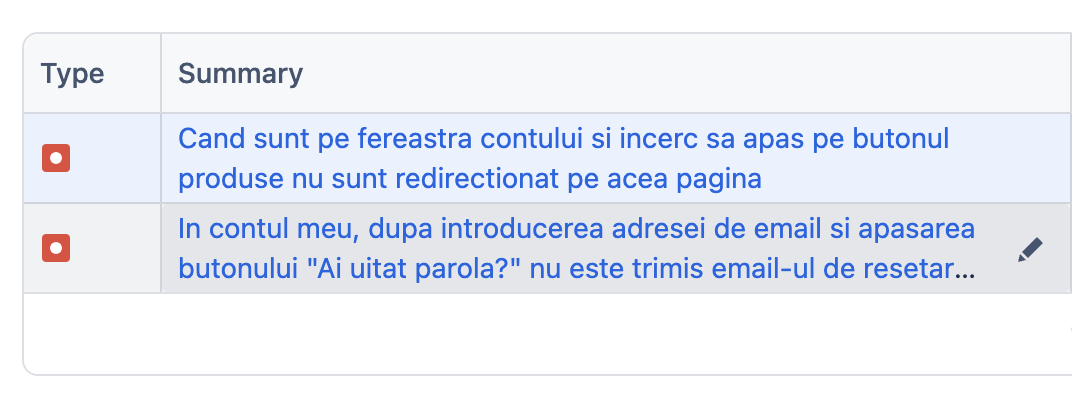 Type
Summary
Cand sunt pe fereastra contului si incerc sa apas pe butonul
produse nu sunt redirectionat pe acea pagina
In contul meu, dupa introducerea adresei de email si apasarea
butonului "Ai uitat parola?" nu este trimis email-ul de resetar...